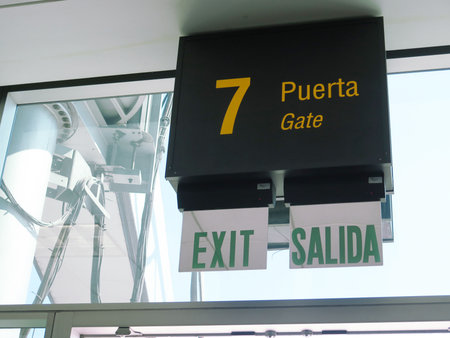 7 Puerta
Gate
EXIT SALIDA